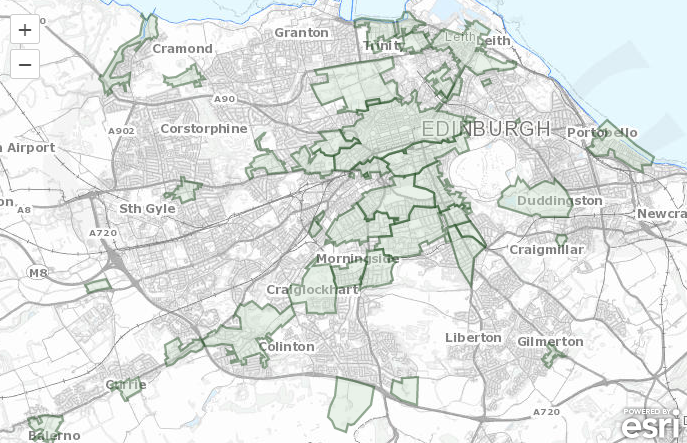 +
Granton
Cramond
Trinity
Leith
Leith
−
A90
EDINBURGH
A902
Corstorphine
Portobello
Airport
A8
Sth Gyle
Duddingston
Newcra
A720
Morningside
Craigmillar
M8
Craiglockhart
Colinton
Liberton
Gilmerton
Currie
A720
POWERED BY
esri
Balerno